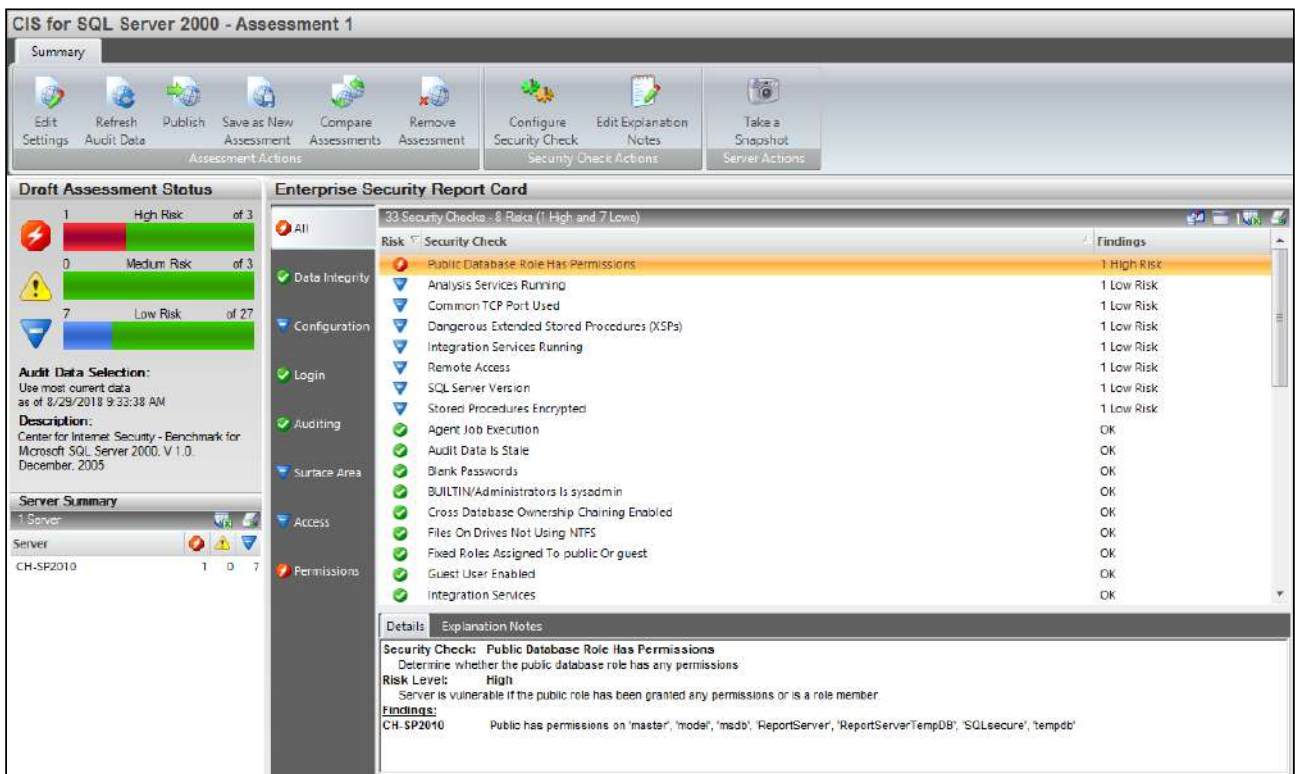 CIS for SQL Server 2000 - Assessment 1
Summary
Edit Settings
Refresh Audit Data
Publish
Save as New Assessment
Compare Assessments
Remove Assessment
Assessment Actions
Configure Security Check
Edit Explanation Notes
Security Check Actions
Take a Snapshot
Server Actions
Draft Assessment Status
1 High Risk of 3
0 Medium Risk of 3
7 Low Risk of 27
Audit Data Selection:
Use most current data
as of 8/29/2018 9:33:38 AM
Description:
Center for Internet Security - Benchmark for
Microsoft SQL Server 2000, V 1.0.
December, 2005
Server Summary
1 Server
Server
CH-SP2010 1 0 7
Enterprise Security Report Card
All
Data Integrity
Configuration
Login
Auditing
Surface Area
Access
Permissions
33 Security Checks - 8 Risks (1 High and 7 Lows)
Risk Security Check Findings
Public Database Role Has Permissions 1 High Risk
Analysis Services Running 1 Low Risk
Common TCP Port Used 1 Low Risk
Dangerous Extended Stored Procedures (XSPs) 1 Low Risk
Integration Services Running 1 Low Risk
Remote Access 1 Low Risk
SQL Server Version 1 Low Risk
Stored Procedures Encrypted 1 Low Risk
Agent Job Execution OK
Audit Data Is Stale OK
Blank Passwords OK
BUILTIN/Administrators Is sysadmin OK
Cross Database Ownership Chaining Enabled OK
Files On Drives Not Using NTFS OK
Fixed Roles Assigned To public Or guest OK
Guest User Enabled OK
Integration Services OK
Details Explanation Notes
Security Check: Public Database Role Has Permissions
Determine whether the public database role has any permissions
Risk Level: High
Server is vulnerable if the public role has been granted any permissions or is a role member.
Findings:
CH-SP2010 Public has permissions on 'master', 'model', 'msdb', 'ReportServer', 'ReportServerTempDB', 'SQLsecure', 'tempdb'